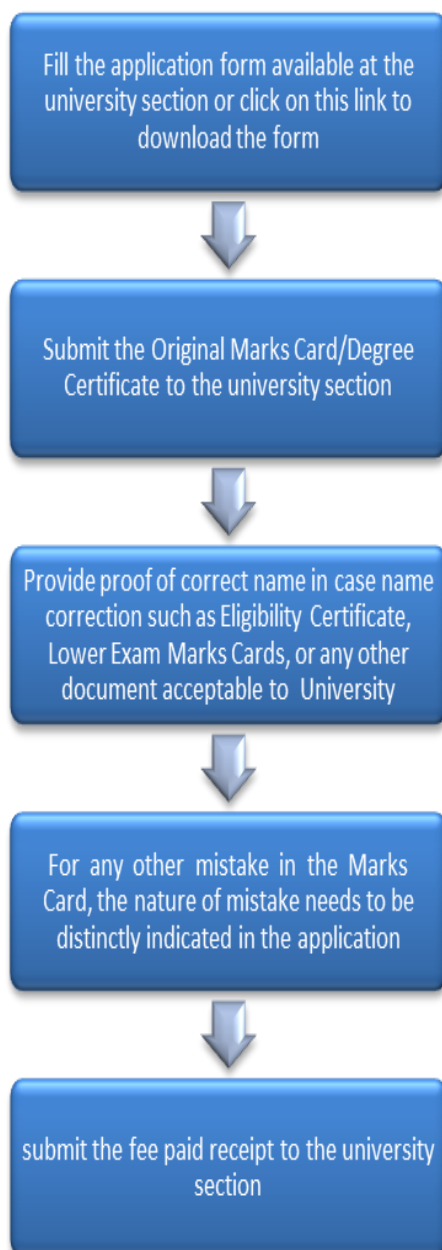 Fill the application form available at the
university section or click on this link to
download the form
Submit the Original Marks Card/Degree
Certificate to the university section
Provide proof of correct name in case name
correction such as Eligibility Certificate,
Lower Exam Marks Cards, or any other
document acceptable to University
For any other mistake in the Marks
Card, the nature of mistake needs to be
distinctly indicated in the application
submit the fee paid receipt to the university
section